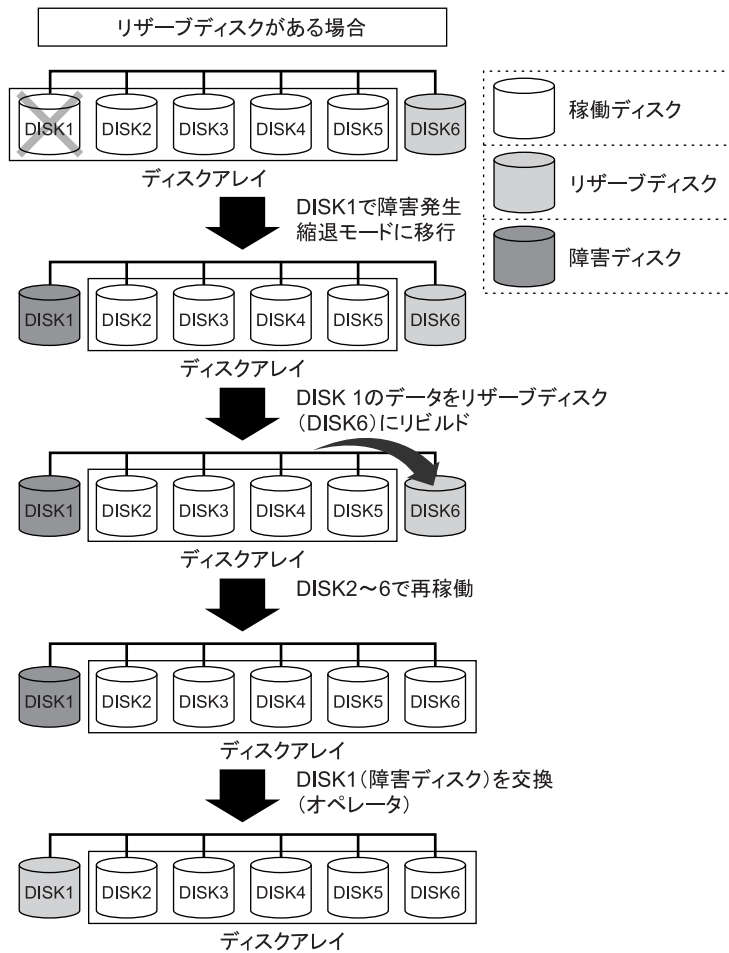 リザーブディスクがある場合
DISK1 DISK2 DISK3 DISK4 DISK5 DISK6
ディスクアレイ
稼働ディスク
リザーブディスク
障害ディスク
DISK1で障害発生
縮退モードに移行
DISK1 DISK2 DISK3 DISK4 DISK5 DISK6
ディスクアレイ
DISK 1のデータをリザーブディスク
（DISK6）にリビルド
DISK1 DISK2 DISK3 DISK4 DISK5 DISK6
ディスクアレイ
DISK2～6で再稼働
DISK1 DISK2 DISK3 DISK4 DISK5 DISK6
ディスクアレイ
DISK1（障害ディスク）を交換
（オペレータ）
DISK1 DISK2 DISK3 DISK4 DISK5 DISK6
ディスクアレイ